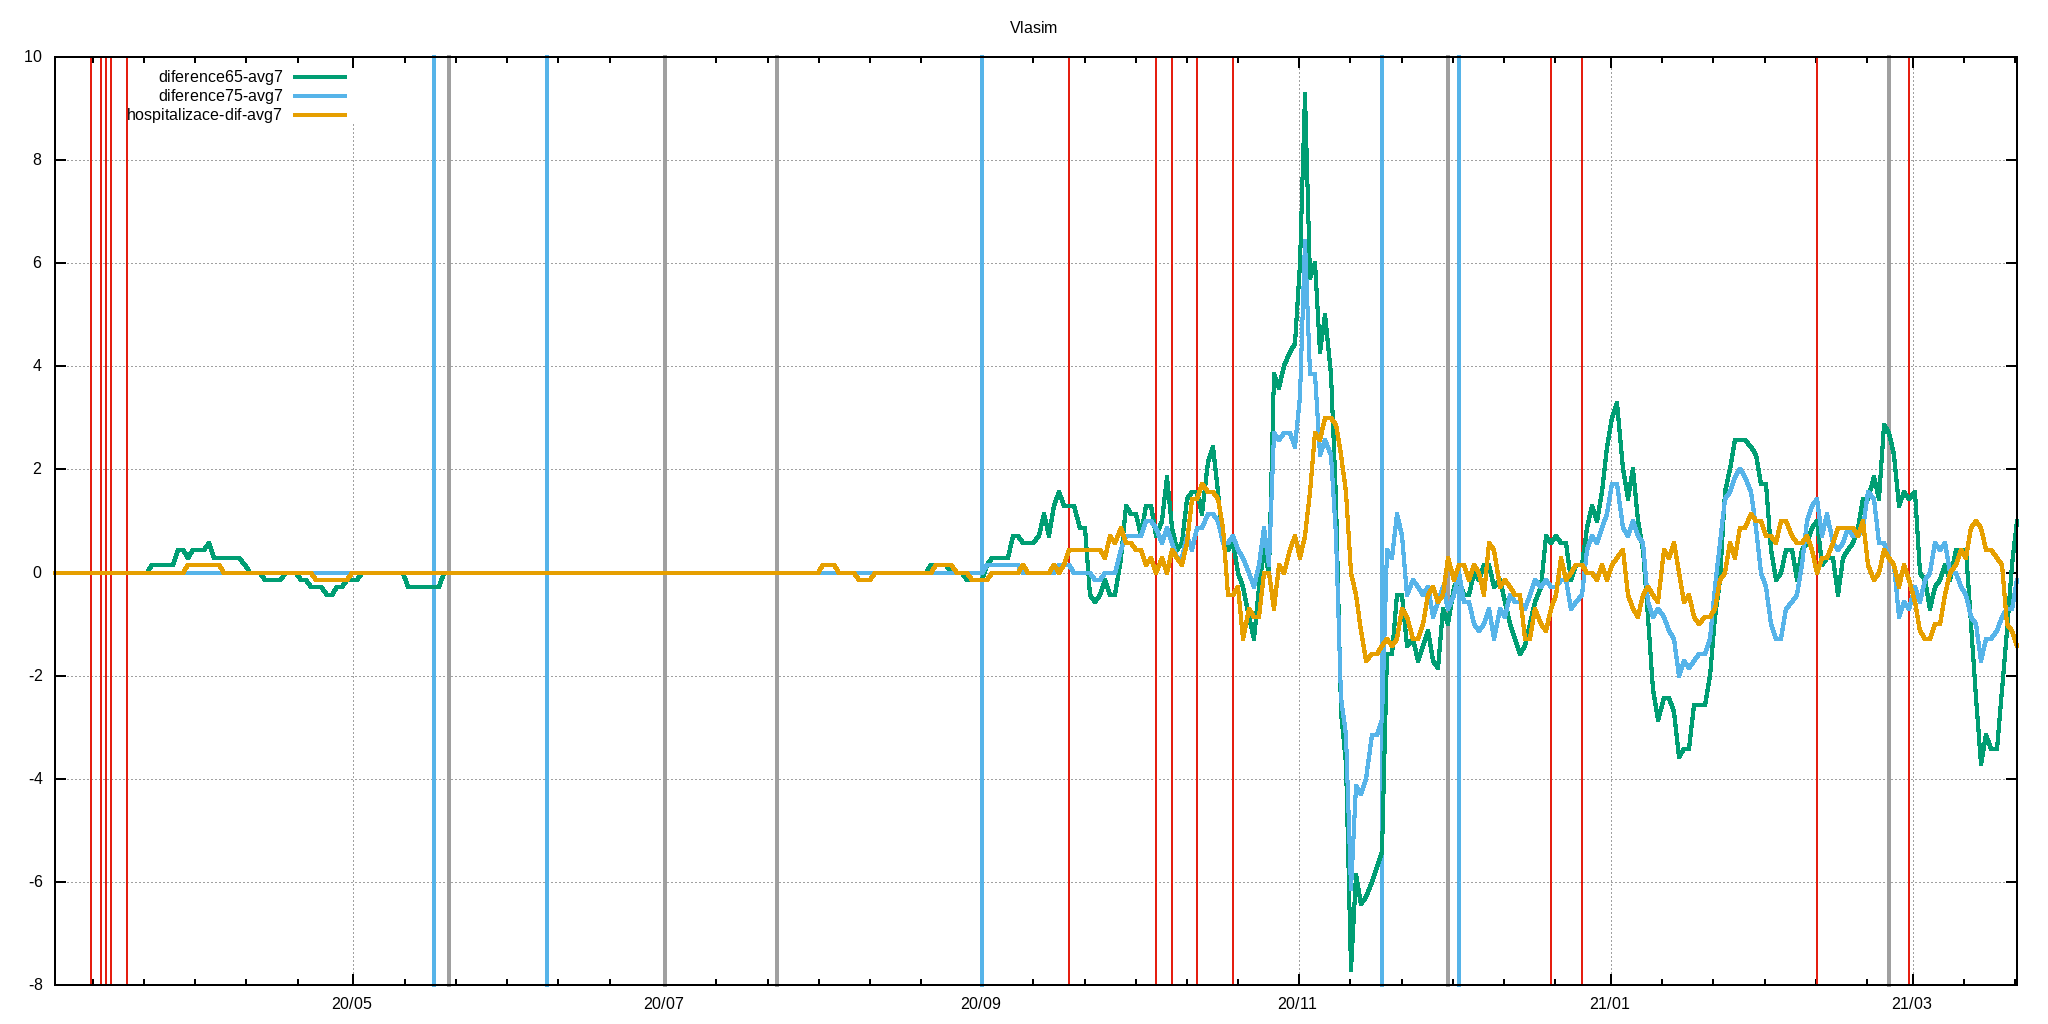 Vlasim
10
diference65-avg7
diference75-avg7
hospitalizace-dif-avg7
8
6
4
2
0
-2
-4
-6
-8
20/05 20/07 20/09 20/11 21/01 21/03